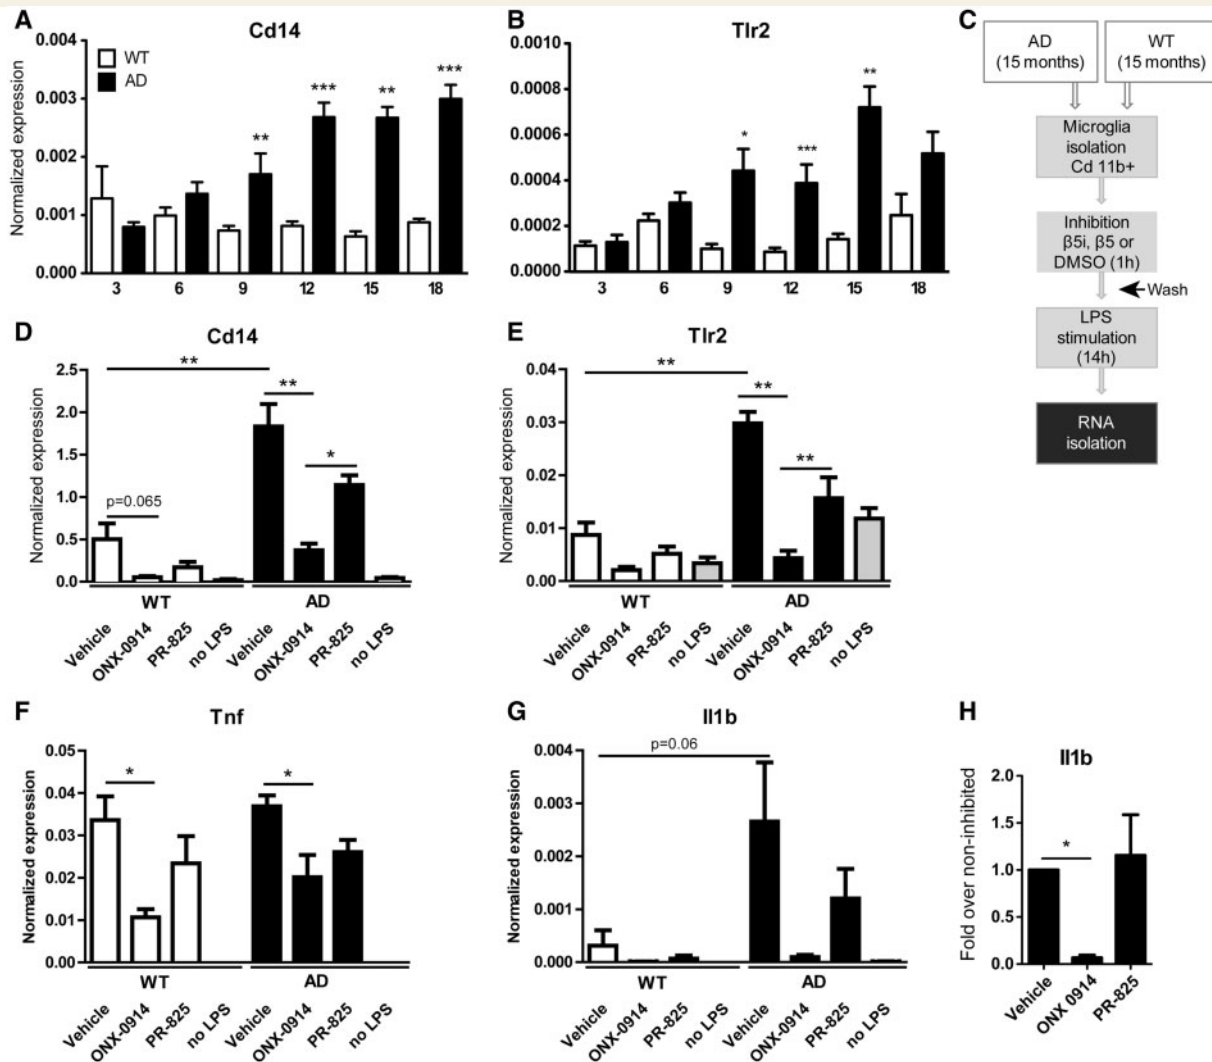 A
Cd14
Normalized expression
0.004
0.003
0.002
0.001
0.000
WT
AD
**
***
**
***
3 6 9 12 15 18
B
Tlr2
0.0010
0.0008
0.0006
0.0004
0.0002
0.0000
*
***
**
3 6 9 12 15 18
C
AD
(15 months)
WT
(15 months)
Microglia
isolation
Cd 11b+
Inhibition
β5i, β5 or
DMSO (1h)
Wash
LPS
stimulation
(14h)
RNA
isolation
D
Cd14
Normalized expression
2.5
2.0
1.5
1.0
0.5
0.0
**
**
*
p=0.065
WT AD
Vehicle
ONX-0914
PR-825
no LPS
Vehicle
ONX-0914
PR-825
no LPS
E
Tlr2
Normalized expression
0.04
0.03
0.02
0.01
0.00
**
**
**
WT AD
Vehicle
ONX-0914
PR-825
no LPS
Vehicle
ONX-0914
PR-825
no LPS
F
Tnf
Normalized expression
0.05
0.04
0.03
0.02
0.01
0.00
*
*
WT AD
Vehicle
ONX-0914
PR-825
no LPS
Vehicle
ONX-0914
PR-825
no LPS
G
Il1b
Normalized expression
0.004
0.003
0.002
0.001
0.000
p=0.06
WT AD
Vehicle
ONX-0914
PR-825
no LPS
Vehicle
ONX-0914
PR-825
no LPS
H
Il1b
Fold over non-inhibited
2.0
1.5
1.0
0.5
0.0
*
Vehicle
ONX 0914
PR-825